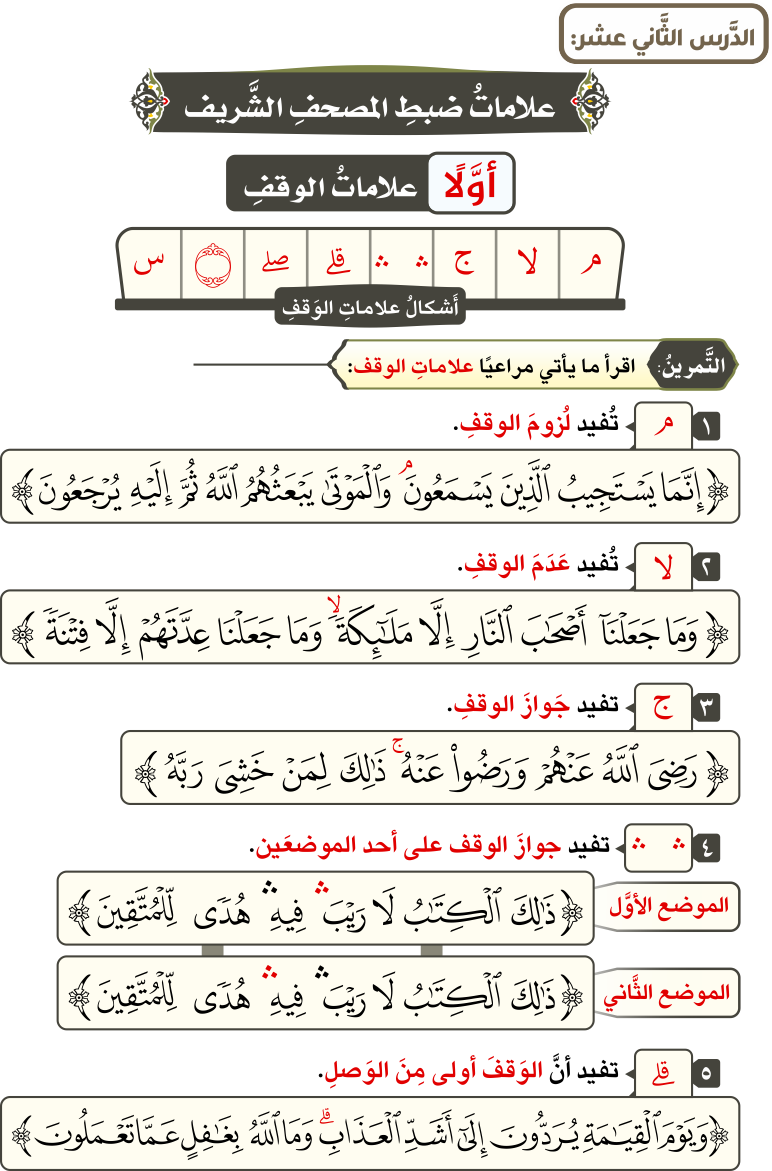 الدَّرس الثَّاني عشر:
علاماتُ ضبطِ المصحفِ الشَّريف
أوَّلًا علاماتُ الوقفِ
م لا ج ۛ ۛ قلے صلے ۝ س
أَشكالُ علاماتِ الوَقفِ
التَّمرينُ: اقرأ ما يأتي مراعيًا علاماتِ الوقف:
١ م تُفيد لُزومَ الوقفِ.
﴿ إِنَّمَا يَسْتَجِيبُ ٱلَّذِينَ يَسْمَعُونَۘ وَٱلْمَوْتَىٰ يَبْعَثُهُمُ ٱللَّهُ ثُمَّ إِلَيْهِ يُرْجَعُونَ ﴾
٢ لا تُفيد عَدَمَ الوقفِ.
﴿ وَمَا جَعَلْنَآ أَصْحَٰبَ ٱلنَّارِ إِلَّا مَلَٰٓئِكَةًۙ وَمَا جَعَلْنَا عِدَّتَهُمْ إِلَّا فِتْنَةً ﴾
٣ ج تفيد جَوازَ الوقفِ.
﴿ رَضِيَ ٱللَّهُ عَنْهُمْ وَرَضُوا۟ عَنْهُۚ ذَٰلِكَ لِمَنْ خَشِيَ رَبَّهُ ﴾
٤ ۛ ۛ تفيد جوازَ الوقف على أحد الموضعَين.
الموضع الأوَّل ﴿ ذَٰلِكَ ٱلْكِتَٰبُ لَا رَيْبَۛ فِيهِۛ هُدًى لِّلْمُتَّقِينَ ﴾
الموضع الثَّاني ﴿ ذَٰلِكَ ٱلْكِتَٰبُ لَا رَيْبَۛ فِيهِۛ هُدًى لِّلْمُتَّقِينَ ﴾
٥ قلے تفيد أنَّ الوَقفَ أولى مِنَ الوَصلِ.
﴿ وَيَوْمَ ٱلْقِيَٰمَةِ يُرَدُّونَ إِلَىٰٓ أَشَدِّ ٱلْعَذَابِۗ وَمَا ٱللَّهُ بِغَٰفِلٍ عَمَّا تَعْمَلُونَ ﴾